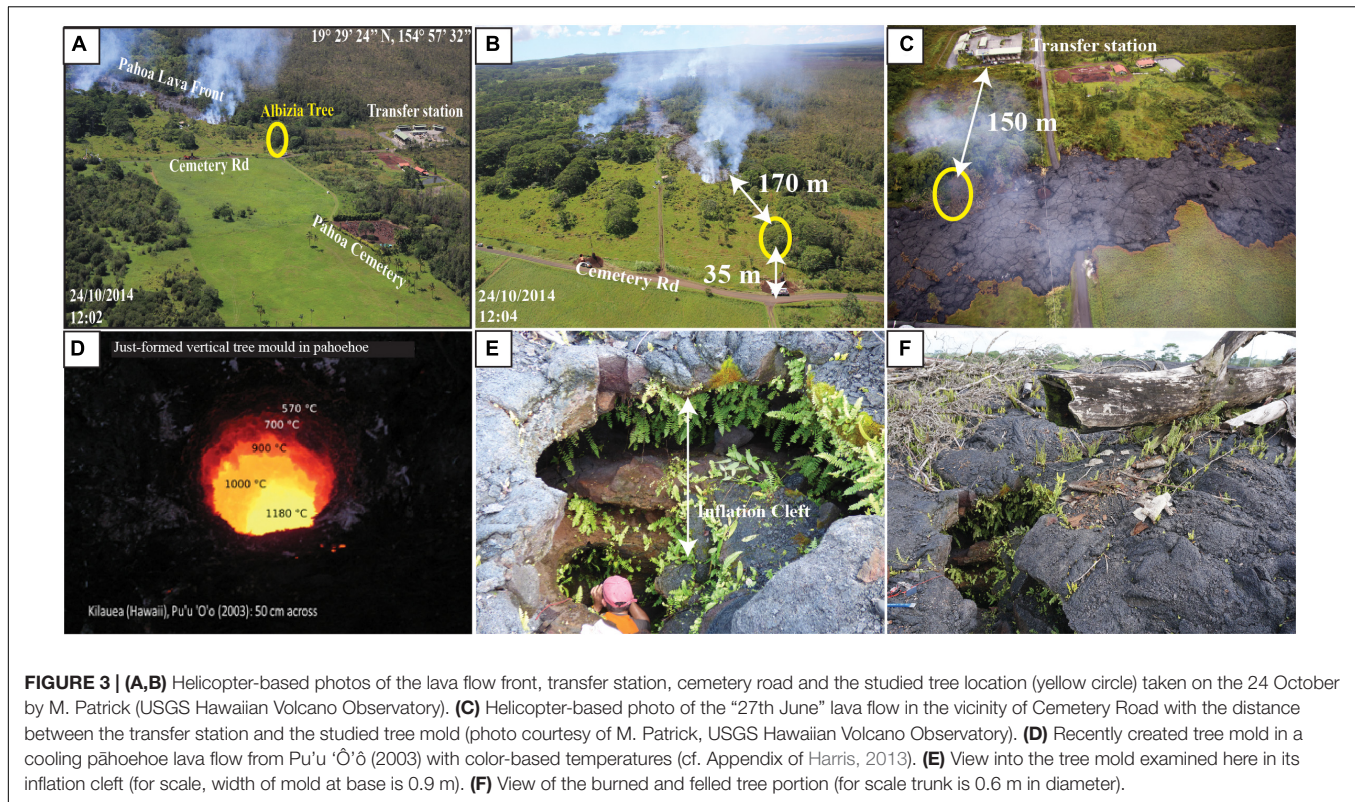 A
19° 29’ 24” N, 154° 57’ 32”
Pahoa Lava Front
Albizia Tree
Transfer station
Cemetery Rd
Pahoa Cemetery
24/10/2014
12:02
B
170 m
35 m
Cemetery Rd
24/10/2014
12:04
C
Transfer station
150 m
D
Just-formed vertical tree mould in pahoehoe
570 °C
700 °C
900 °C
1000 °C
1180 °C
Kilauea (Hawaii), Pu'u 'O'o (2003): 50 cm across
E
Inflation Cleft
F
FIGURE 3 | (A,B) Helicopter-based photos of the lava flow front, transfer station, cemetery road and the studied tree location (yellow circle) taken on the 24 October
by M. Patrick (USGS Hawaiian Volcano Observatory). (C) Helicopter-based photo of the “27th June” lava flow in the vicinity of Cemetery Road with the distance
between the transfer station and the studied tree mold (photo courtesy of M. Patrick, USGS Hawaiian Volcano Observatory). (D) Recently created tree mold in a
cooling pāhoehoe lava flow from Pu’u ‘Ô’ô (2003) with color-based temperatures (cf. Appendix of Harris, 2013). (E) View into the tree mold examined here in its
inflation cleft (for scale, width of mold at base is 0.9 m). (F) View of the burned and felled tree portion (for scale trunk is 0.6 m in diameter).